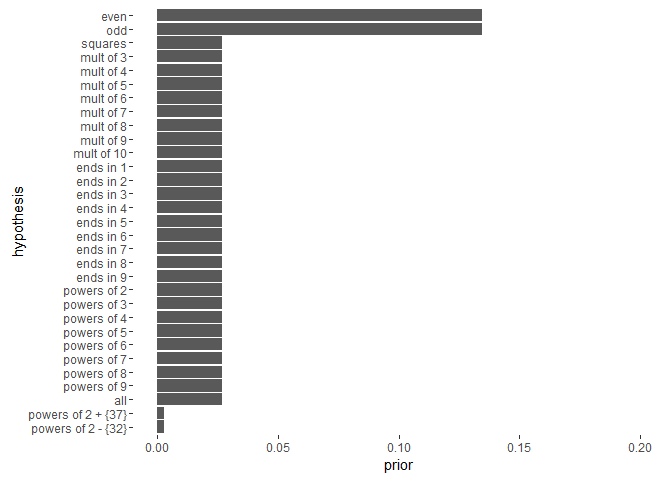 even
odd
squares
mult of 3
mult of 4
mult of 5
mult of 6
mult of 7
mult of 8
mult of 9
mult of 10
ends in 1
ends in 2
ends in 3
ends in 4
ends in 5
ends in 6
ends in 7
ends in 8
ends in 9
powers of 2
powers of 3
powers of 4
powers of 5
powers of 6
powers of 7
powers of 8
powers of 9
all
powers of 2 + {37}
powers of 2 - {32}
hypothesis
0.00 0.05 0.10 0.15 0.20
prior